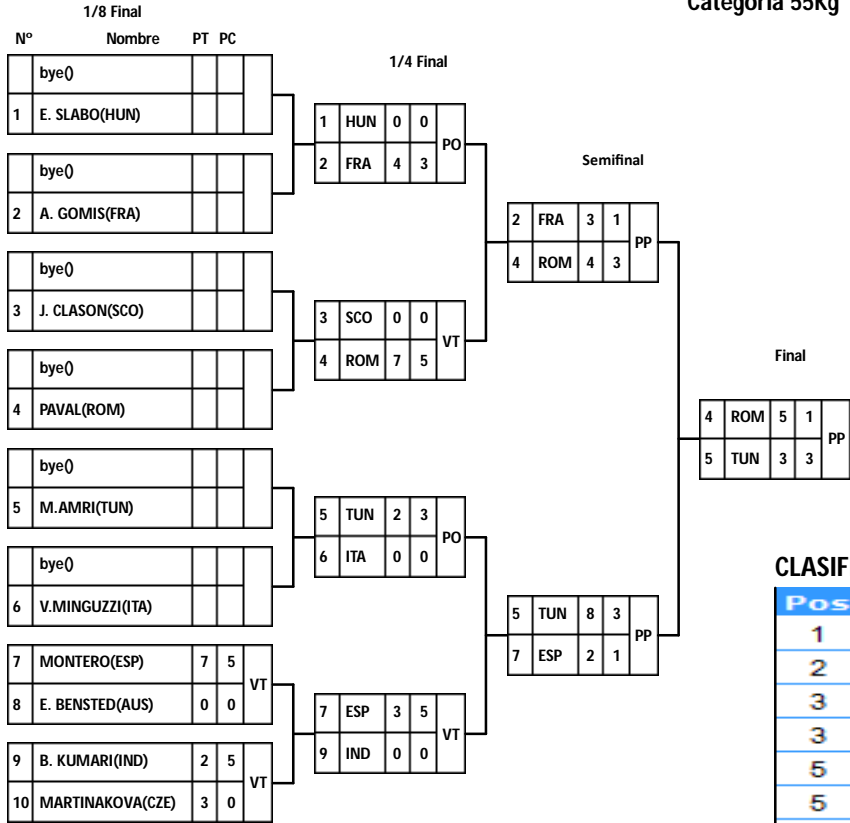 Categoría 55Kg
1/8 Final
Nº Nombre PT PC
bye()
1 E. SLABO(HUN)
bye()
2 A. GOMIS(FRA)
bye()
3 J. CLASON(SCO)
bye()
4 PAVAL(ROM)
bye()
5 M.AMRI(TUN)
bye()
6 V.MINGUZZI(ITA)
7 MONTERO(ESP) 7 5 VT
8 E. BENSTED(AUS) 0 0
9 B. KUMARI(IND) 2 5 VT
10 MARTINAKOVA(CZE) 3 0
1/4 Final
1 HUN 0 0 PO
2 FRA 4 3
3 SCO 0 0 VT
4 ROM 7 5
5 TUN 2 3 PO
6 ITA 0 0
7 ESP 3 5 VT
9 IND 0 0
Semifinal
2 FRA 3 1 PP
4 ROM 4 3
5 TUN 8 3 PP
7 ESP 2 1
Final
4 ROM 5 1 PP
5 TUN 3 3
CLASIF
Pos
1
2
3
3
5
5